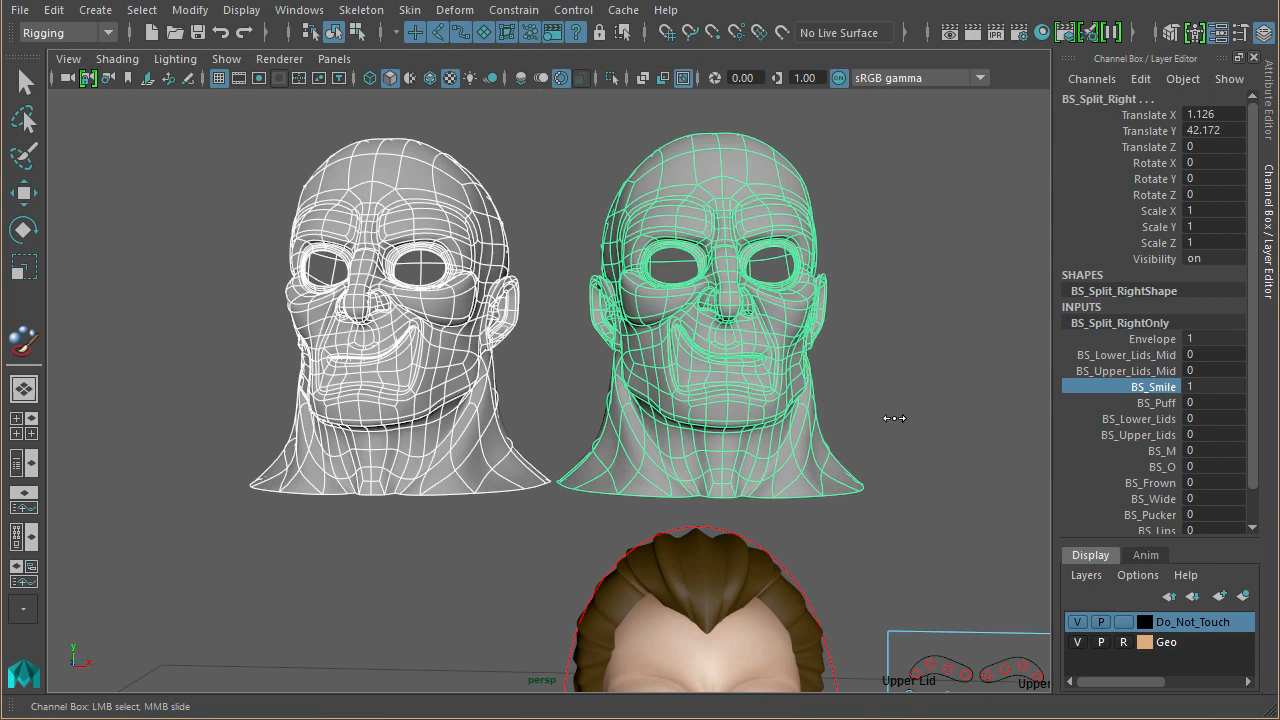 File Edit Create Select Modify Display Windows Skeleton Skin Deform Constrain Control Cache Help
Rigging
No Live Surface
View Shading Lighting Show Renderer Panels
0.00
1.00
ON
sRGB gamma
IPR
Channel Box / Layer Editor
Channels Edit Object Show
BS_Split_Right . . .
Translate X 1.126
Translate Y 42.172
Translate Z 0
Rotate X 0
Rotate Y 0
Rotate Z 0
Scale X 1
Scale Y 1
Scale Z 1
Visibility on
SHAPES
BS_Split_RightShape
INPUTS
BS_Split_RightOnly
Envelope 1
BS_Lower_Lids_Mid 0
BS_Upper_Lids_Mid 0
BS_Smile 1
BS_Puff 0
BS_Lower_Lids 0
BS_Upper_Lids 0
BS_M 0
BS_O 0
BS_Frown 0
BS_Wide 0
BS_Pucker 0
BS_Lips 0
Attribute Editor
Channel Box / Layer Editor
Display Anim
Layers Options Help
V P Do_Not_Touch
V P R Geo
y
x
persp
Upper Lid
Upper
Channel Box: LMB select, MMB slide